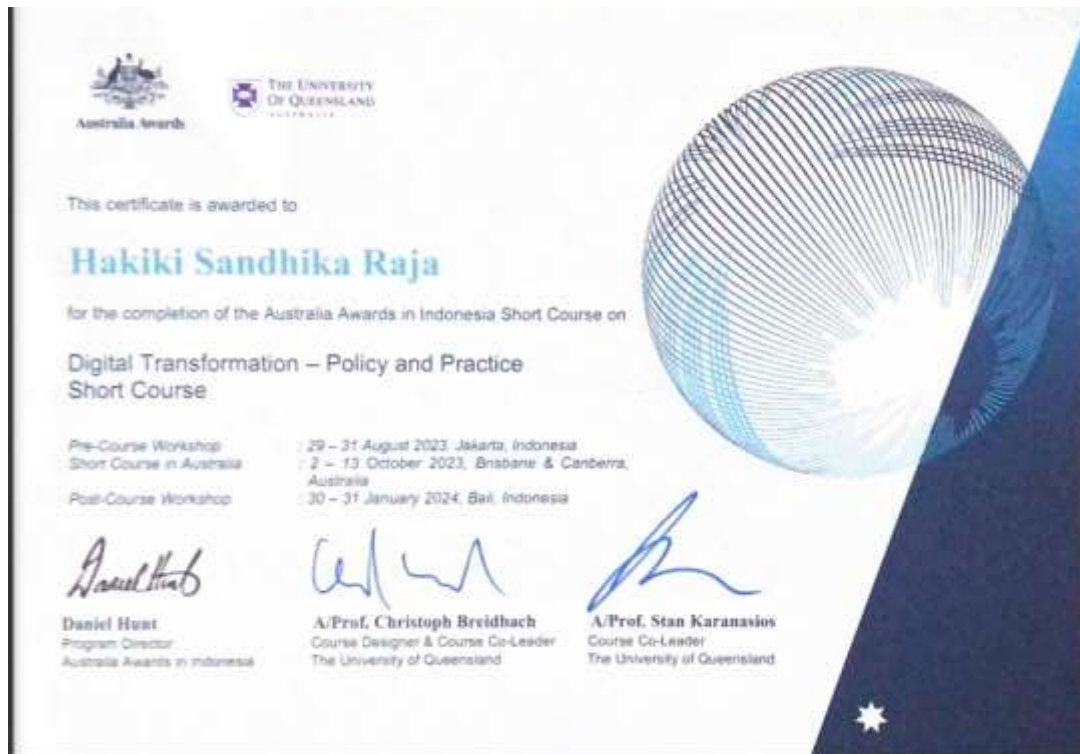 Australia Awards
THE UNIVERSITY
OF QUEENSLAND
AUSTRALIA
This certificate is awarded to
Hakiki Sandhika Raja
for the completion of the Australia Awards in Indonesia Short Course on
Digital Transformation – Policy and Practice
Short Course
Pre-Course Workshop : 29 – 31 August 2023, Jakarta, Indonesia
Short Course in Australia : 2 – 13 October 2023, Brisbane & Canberra,
Australia
Post-Course Workshop : 30 – 31 January 2024, Bali, Indonesia
Daniel Hunt
Daniel Hunt
Program Director
Australia Awards in Indonesia
A/Prof. Christoph Breidbach
Course Designer & Course Co-Leader
The University of Queensland
A/Prof. Stan Karanasios
Course Co-Leader
The University of Queensland